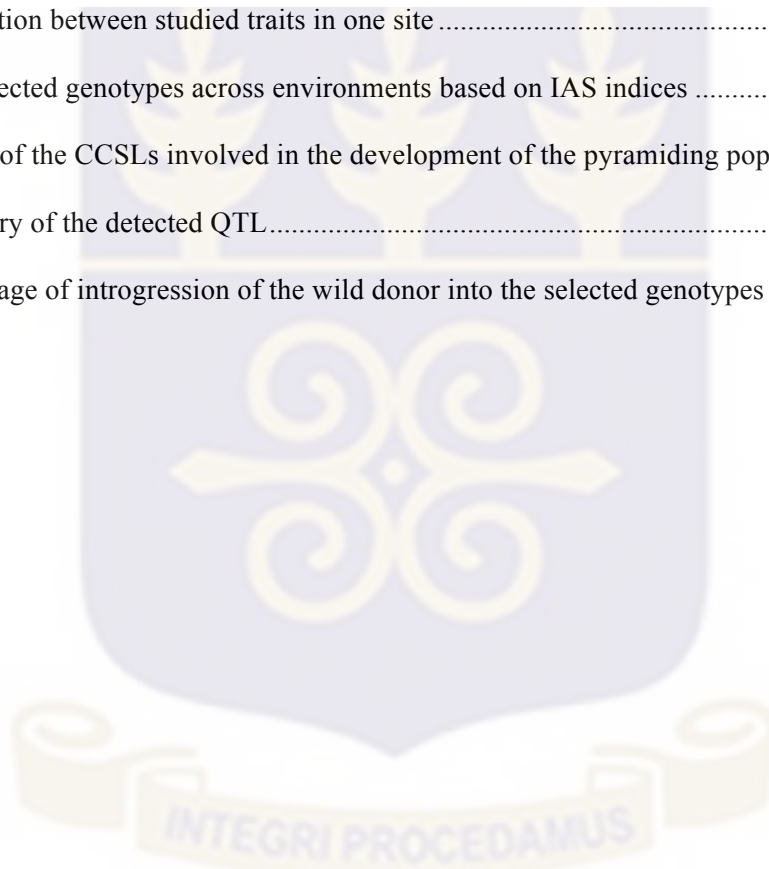 tion between studied traits in one site ................................................
ected genotypes across environments based on IAS indices ..........
of the CCSLs involved in the development of the pyramiding pop
ry of the detected QTL.........................................................................
age of introgression of the wild donor into the selected genotypes
INTEGRI PROCEDAMUS